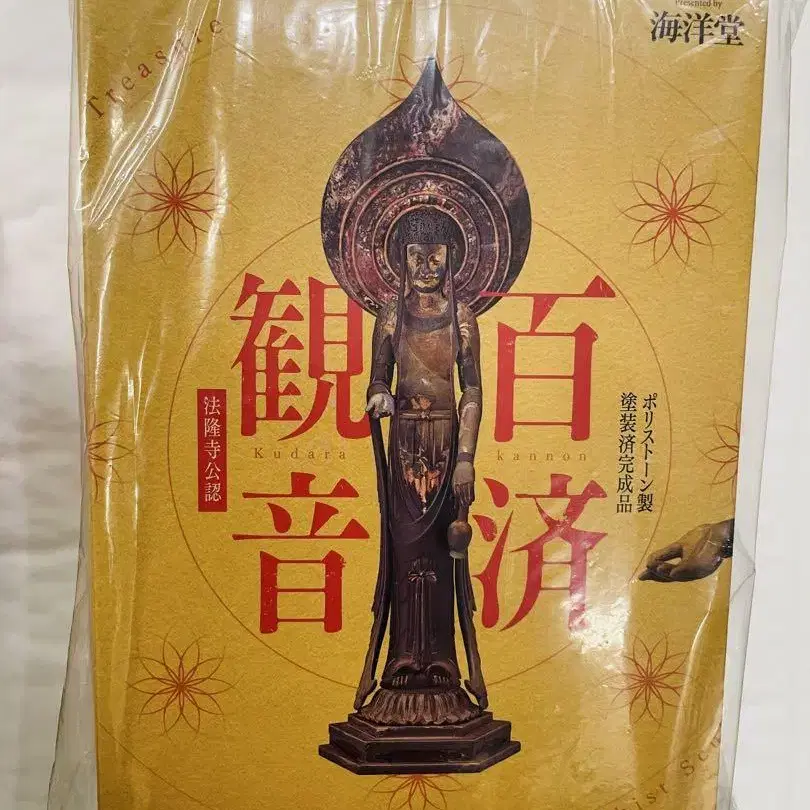 Treasure
Presented by
海洋堂
百済
観音
Kudara
kannon
法隆寺公認
ポリストーン製
塗装済完成品